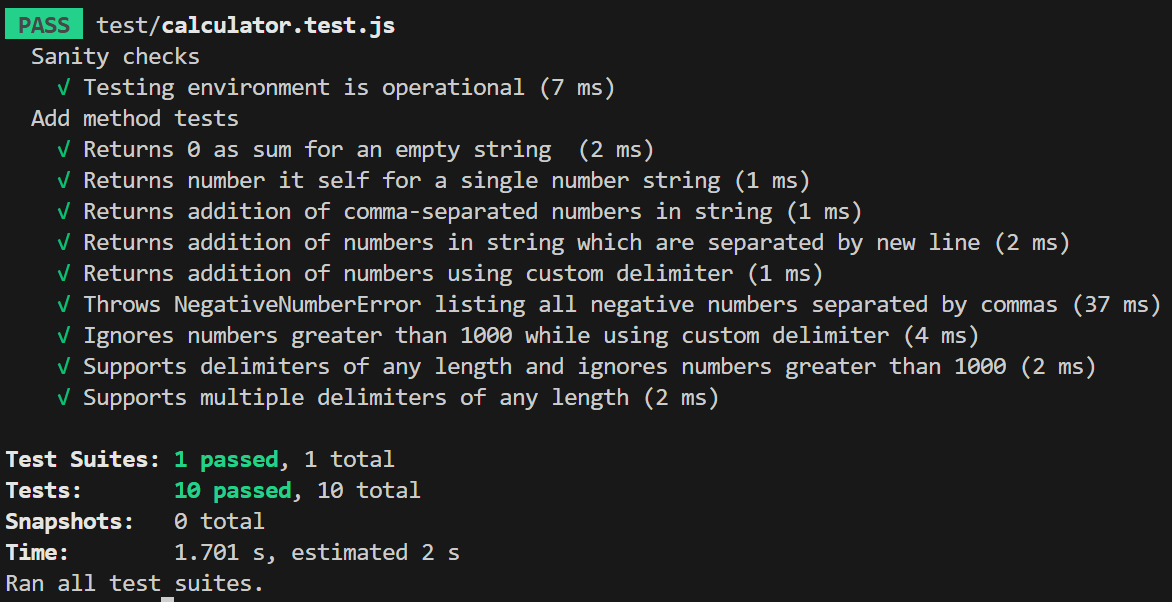 PASS test/calculator.test.js
Sanity checks
√ Testing environment is operational (7 ms)
Add method tests
√ Returns 0 as sum for an empty string  (2 ms)
√ Returns number it self for a single number string (1 ms)
√ Returns addition of comma-separated numbers in string (1 ms)
√ Returns addition of numbers in string which are separated by new line (2 ms)
√ Returns addition of numbers using custom delimiter (1 ms)
√ Throws NegativeNumberError listing all negative numbers separated by commas (37 ms)
√ Ignores numbers greater than 1000 while using custom delimiter (4 ms)
√ Supports delimiters of any length and ignores numbers greater than 1000 (2 ms)
√ Supports multiple delimiters of any length (2 ms)
Test Suites: 1 passed, 1 total
Tests:       10 passed, 10 total
Snapshots:   0 total
Time:        1.701 s, estimated 2 s
Ran all test suites.